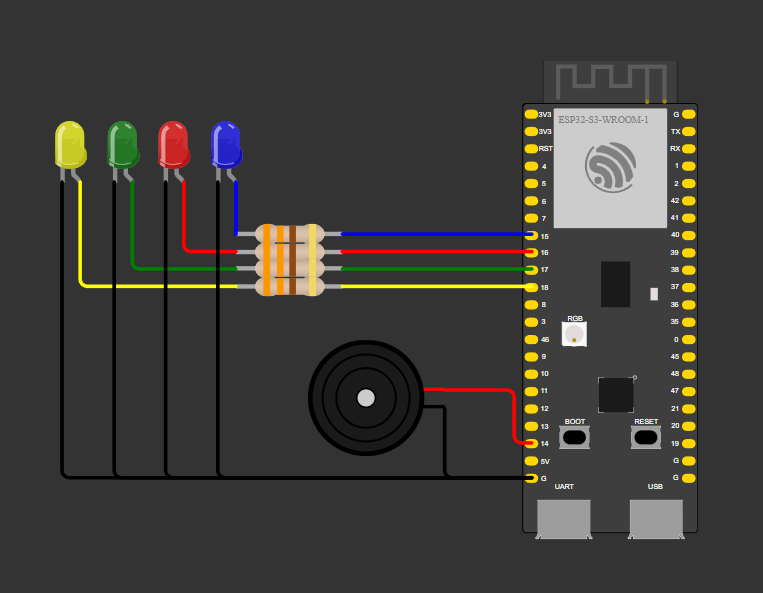 ESP32-S3-WROOM-1
3V3 G
3V3 TX
RST RX
4 1
5 2
6 42
7 41
15 40
16 39
17 38
18 37
8 36
3 35
RGB
46 0
9 45
10 48
11 47
12 21
BOOT RESET
13 20
14 19
5V G
G G
UART USB